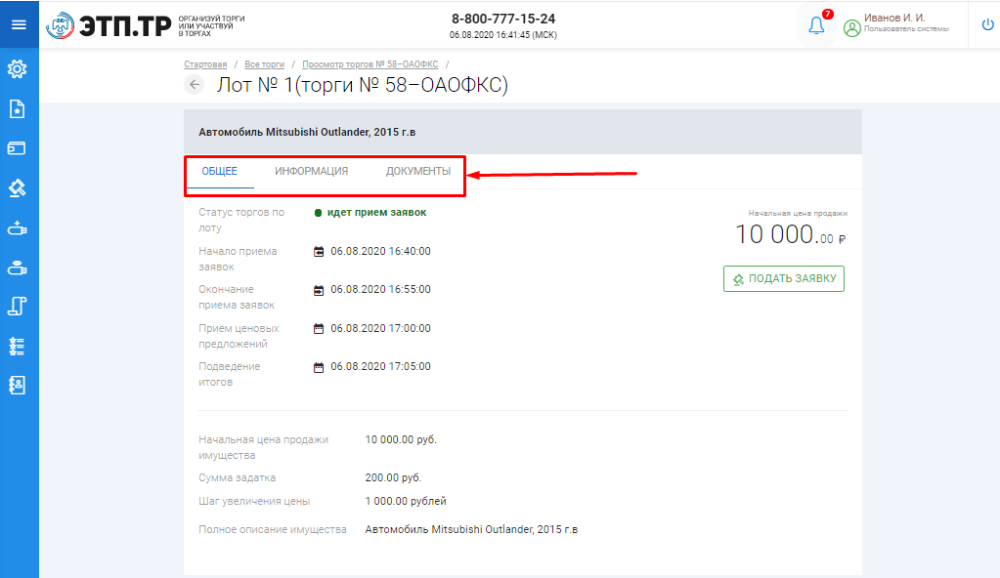 ЭТП.ТР
ОРГАНИЗУЙ ТОРГИ
ИЛИ УЧАСТВУЙ
В ТОРГАХ
8-800-777-15-24
06.08.2020 16:41:45 (МСК)
7
Иванов И. И.
Пользователь системы
Стартовая / Все торги / Просмотр торгов № 58–ОАОФКС /
Лот № 1(торги № 58–ОАОФКС)
Автомобиль Mitsubishi Outlander, 2015 г.в
ОБЩЕЕ ИНФОРМАЦИЯ ДОКУМЕНТЫ
Статус торгов по
лоту
идет прием заявок
Начало приема
заявок
06.08.2020 16:40:00
Окончание
приема заявок
06.08.2020 16:55:00
Прием ценовых
предложений
06.08.2020 17:00:00
Подведение
итогов
06.08.2020 17:05:00
Начальная цена продажи
10 000.00 ₽
ПОДАТЬ ЗАЯВКУ
Начальная цена продажи
имущества
10 000.00 руб.
Сумма задатка 200.00 руб.
Шаг увеличения цены 1 000.00 рублей
Полное описание имущества Автомобиль Mitsubishi Outlander, 2015 г.в